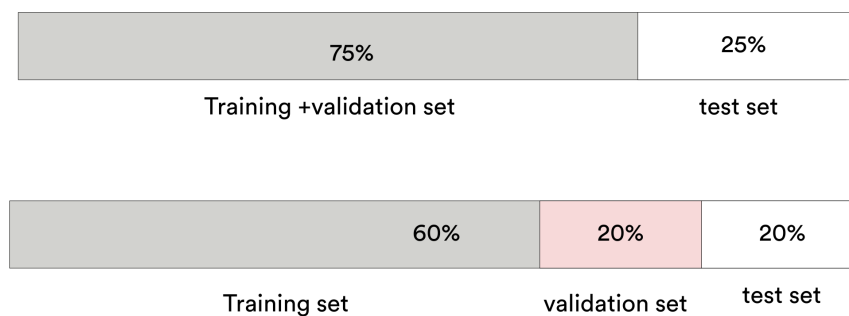 75%
25%
Training +validation set
test set
60%
20%
20%
Training set
validation set
test set